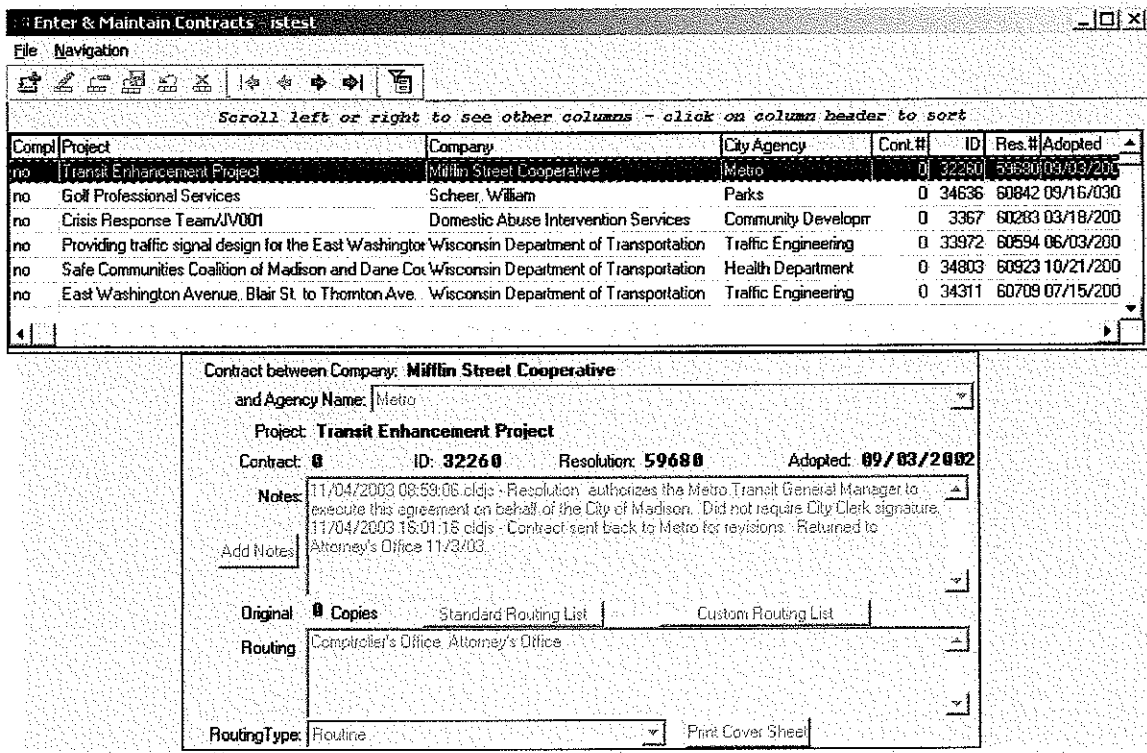 Enter & Maintain Contracts - istest
File Navigation
Scroll left or right to see other columns - click on column header to sort
Compl Project Company City Agency Cont.# ID Res.# Adopted
no Transit Enhancement Project Mifflin Street Cooperative Metro 0 32260 59680 09/03/200
no Golf Professional Services Scheer, William Parks 0 34636 60842 09/16/030
no Crisis Response Team/JV001 Domestic Abuse Intervention Services Community Developm 0 3367 60283 03/18/200
no Providing traffic signal design for the East Washingtor Wisconsin Department of Transportation Traffic Engineering 0 33972 60594 06/03/200
no Safe Communities Coalition of Madison and Dane Cou Wisconsin Department of Transportation Health Department 0 34803 60923 10/21/200
no East Washington Avenue, Blair St. to Thornton Ave. Wisconsin Department of Transportation Traffic Engineering 0 34311 60709 07/15/200
Contract between Company: Mifflin Street Cooperative
and Agency Name: Metro
Project: Transit Enhancement Project
Contract: 0 ID: 32260 Resolution: 59680 Adopted: 09/03/2002
Notes: 11/04/2003 08:59:06 cldjs - Resolution authorizes the Metro Transit General Manager to
execute this agreement on behalf of the City of Madison. Did not require City Clerk signature.
11/04/2003 16:01:16 cldjs - Contract sent back to Metro for revisions. Returned to
Attorney's Office 11/3/03.
Add Notes
Original 0 Copies Standard Routing List Custom Routing List
Routing Comptroller's Office, Attorney's Office
RoutingType: Routine Print Cover Sheet